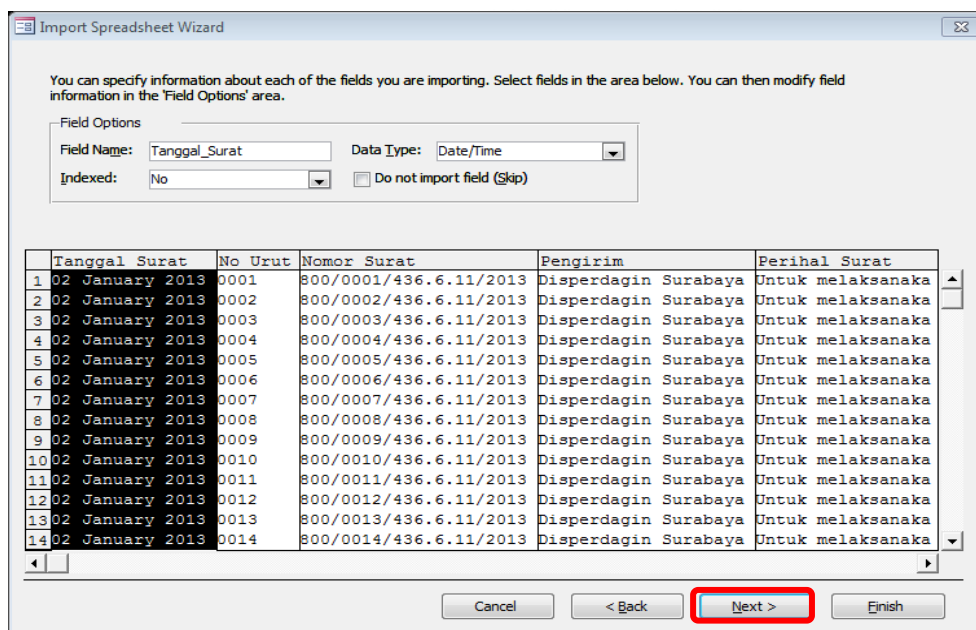 Import Spreadsheet Wizard
You can specify information about each of the fields you are importing. Select fields in the area below. You can then modify field
information in the 'Field Options' area.
Field Options
Field Name: Tanggal_Surat Data Type: Date/Time
Indexed: No Do not import field (Skip)
Tanggal Surat No Urut Nomor Surat Pengirim Perihal Surat
1 02 January 2013 0001 800/0001/436.6.11/2013 Disperdagin Surabaya Untuk melaksanaka
2 02 January 2013 0002 800/0002/436.6.11/2013 Disperdagin Surabaya Untuk melaksanaka
3 02 January 2013 0003 800/0003/436.6.11/2013 Disperdagin Surabaya Untuk melaksanaka
4 02 January 2013 0004 800/0004/436.6.11/2013 Disperdagin Surabaya Untuk melaksanaka
5 02 January 2013 0005 800/0005/436.6.11/2013 Disperdagin Surabaya Untuk melaksanaka
6 02 January 2013 0006 800/0006/436.6.11/2013 Disperdagin Surabaya Untuk melaksanaka
7 02 January 2013 0007 800/0007/436.6.11/2013 Disperdagin Surabaya Untuk melaksanaka
8 02 January 2013 0008 800/0008/436.6.11/2013 Disperdagin Surabaya Untuk melaksanaka
9 02 January 2013 0009 800/0009/436.6.11/2013 Disperdagin Surabaya Untuk melaksanaka
10 02 January 2013 0010 800/0010/436.6.11/2013 Disperdagin Surabaya Untuk melaksanaka
11 02 January 2013 0011 800/0011/436.6.11/2013 Disperdagin Surabaya Untuk melaksanaka
12 02 January 2013 0012 800/0012/436.6.11/2013 Disperdagin Surabaya Untuk melaksanaka
13 02 January 2013 0013 800/0013/436.6.11/2013 Disperdagin Surabaya Untuk melaksanaka
14 02 January 2013 0014 800/0014/436.6.11/2013 Disperdagin Surabaya Untuk melaksanaka
Cancel < Back Next > Finish